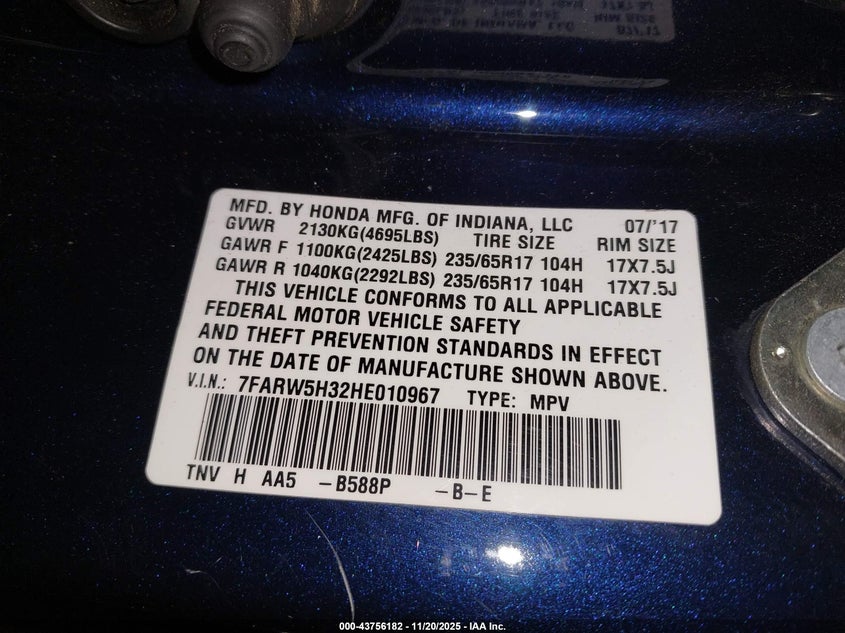 MFD. BY HONDA MFG. OF INDIANA, LLC 07/'17
GVWR 2130KG(4695LBS) TIRE SIZE RIM SIZE
GAWR F 1100KG(2425LBS) 235/65R17 104H 17X7.5J
GAWR R 1040KG(2292LBS) 235/65R17 104H 17X7.5J
THIS VEHICLE CONFORMS TO ALL APPLICABLE
FEDERAL MOTOR VEHICLE SAFETY
AND THEFT PREVENTION STANDARDS IN EFFECT
ON THE DATE OF MANUFACTURE SHOWN ABOVE.
V.I.N.: 7FARW5H32HE010967 TYPE: MPV
TNV H AA5 -B588P -B-E
000-43756182 - 11/20/2025 - IAA Inc.